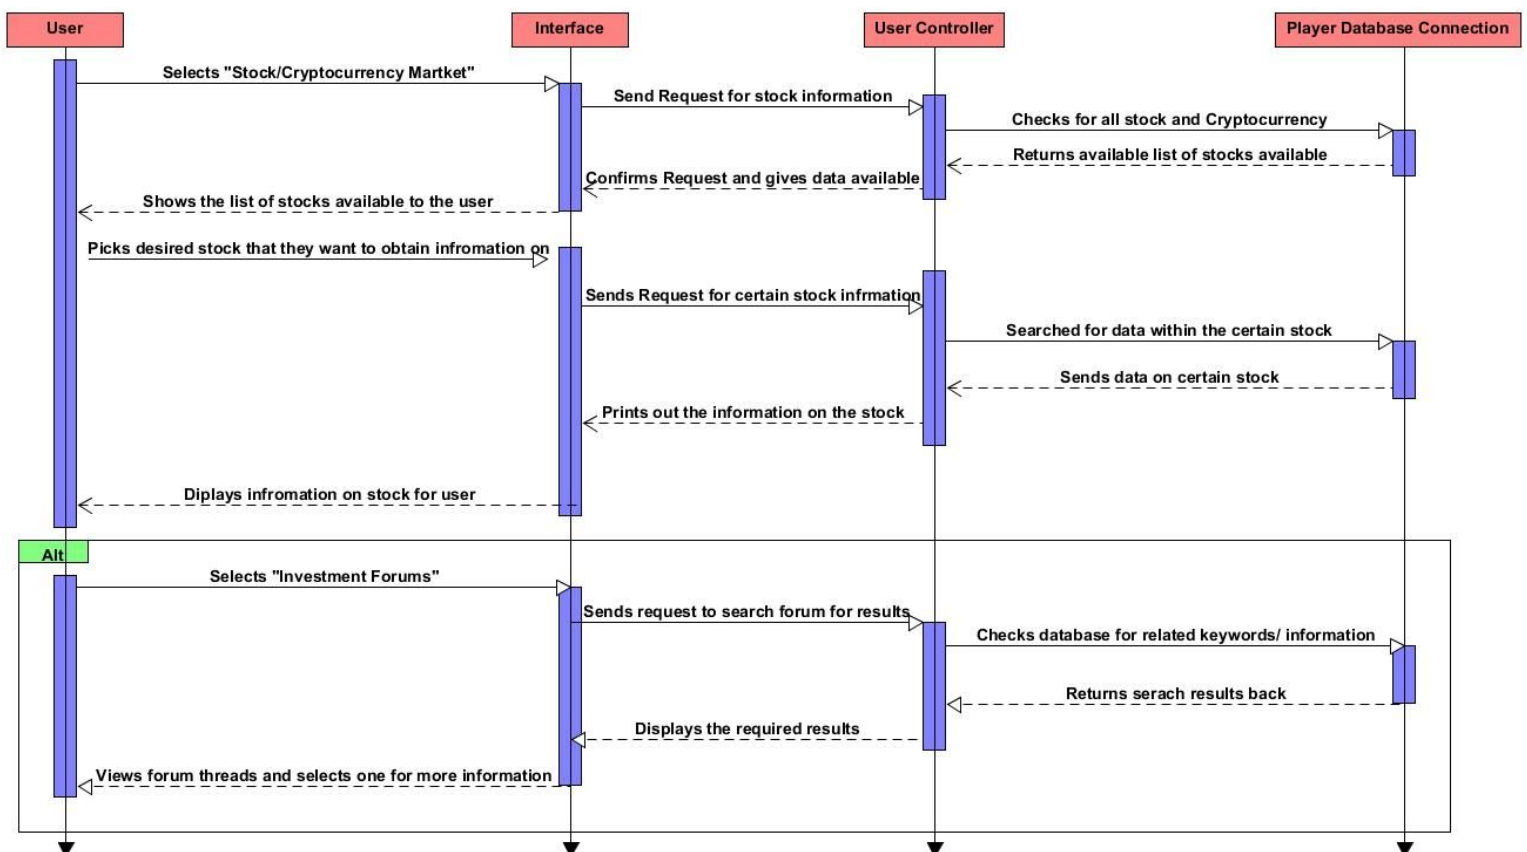 User
Interface
User Controller
Player Database Connection
Selects "Stock/Cryptocurrency Martket"
Send Request for stock information
Checks for all stock and Cryptocurrency
Returns available list of stocks available
Confirms Request and gives data available
Shows the list of stocks available to the user
Picks desired stock that they want to obtain infromation on
Sends Request for certain stock infrmation
Searched for data within the certain stock
Sends data on certain stock
Prints out the information on the stock
Diplays infromation on stock for user
Alt
Selects "Investment Forums"
Sends request to search forum for results
Checks database for related keywords/ information
Returns serach results back
Displays the required results
Views forum threads and selects one for more information